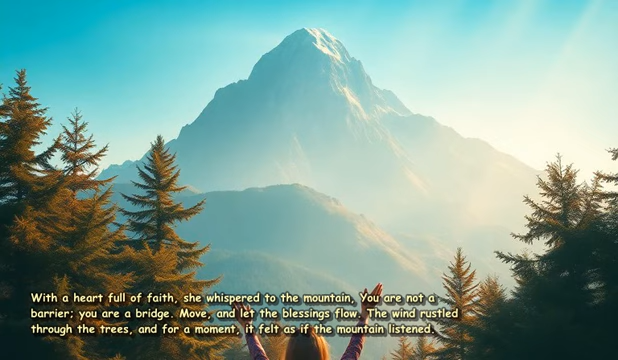 With a heart full of faith, she whispered to the mountain, You are not a
barrier; you are a bridge. Move, and let the blessings flow. The wind rustled
through the trees, and for a moment, it felt as if the mountain listened.